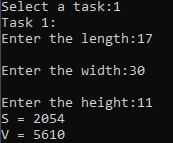 Select a task:1
Task 1:
Enter the length:17
Enter the width:30
Enter the height:11
S = 2054
V = 5610